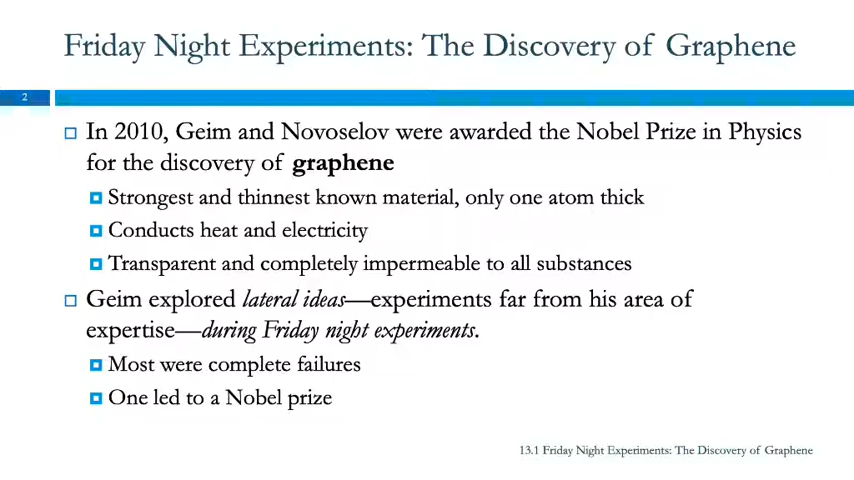 Friday Night Experiments: The Discovery of Graphene
2
In 2010, Geim and Novoselov were awarded the Nobel Prize in Physics
for the discovery of graphene
Strongest and thinnest known material, only one atom thick
Conducts heat and electricity
Transparent and completely impermeable to all substances
Geim explored lateral ideas—experiments far from his area of
expertise—during Friday night experiments.
Most were complete failures
One led to a Nobel prize
13.1 Friday Night Experiments: The Discovery of Graphene